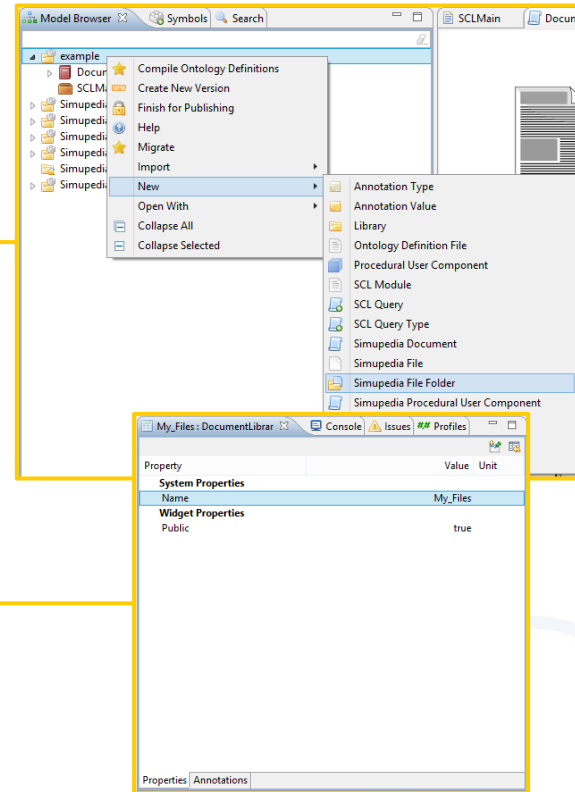 Model Browser Symbols Search
SCLMain Docum
example
Docum
SCLMa
Simupedia
Simupedia
Simupedia
Simupedia
Simupedia
Simupedia
Compile Ontology Definitions
NEW Create New Version
Finish for Publishing
Help
Migrate
Import
New
Open With
Collapse All
Collapse Selected
Annotation Type
Annotation Value
Library
Ontology Definition File
Procedural User Component
SCL Module
SCL Query
SCL Query Type
Simupedia Document
Simupedia File
Simupedia File Folder
Simupedia Procedural User Component
My_Files : DocumentLibrar Console Issues ## Profiles
Property Value Unit
System Properties
Name My_Files
Widget Properties
Public true
Properties Annotations